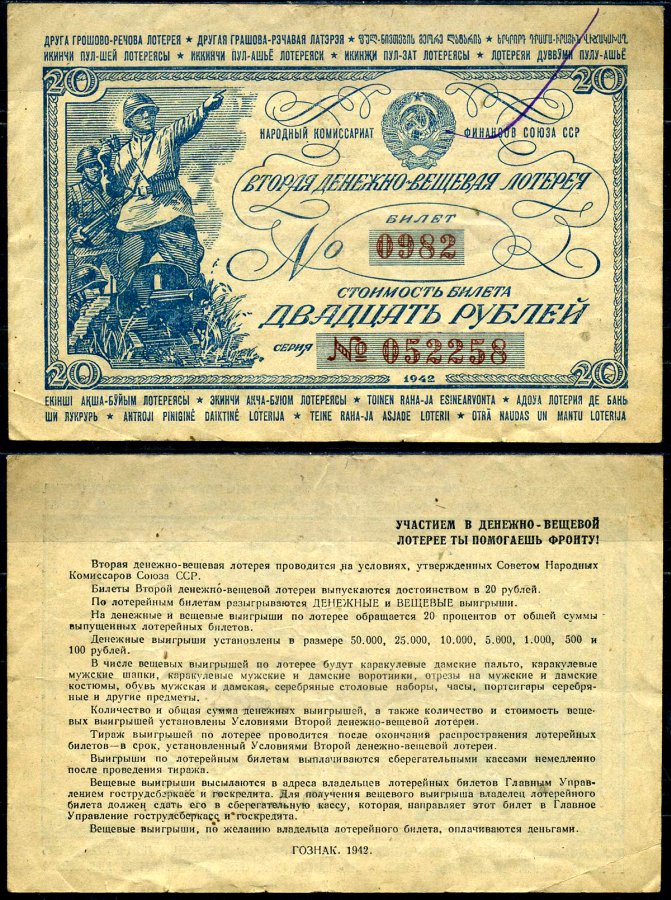 ДРУГА ГРОШОВО-РЕЧОВА ЛОТЕРЕЯ ★ ДРУГАЯ ГРАШОВА-РЭЧАВАЯ ЛАТЭРЭЯ ★
ИКИНЧИ ПУЛ-ШЕЙ ЛОТЕРЕЯСЫ ★ ИККИНЧИ ПУЛ-АШЬЁ ЛОТЕРЕЯСИ ★ ИКИНҖИ ПУЛ-ЗАТ ЛОТЕРЕЯСЫ ★ ЛОТЕРЕЯИ ДУВВӮМИ ПУЛУ-АШЬЁ
20 20
НАРОДНЫЙ КОМИССАРИАТ ФИНАНСОВ СОЮЗА ССР
ВТОРАЯ ДЕНЕЖНО-ВЕЩЕВАЯ ЛОТЕРЕЯ
БИЛЕТ
№ 0982
СТОИМОСТЬ БИЛЕТА
ДВАДЦАТЬ РУБЛЕЙ
СЕРИЯ № 052258
20 1942 20
ЕКІНШІ АҚША-БҰЙЫМ ЛОТЕРЕЯСЫ ★ ЭКИНЧИ АКЧА-БУЮМ ЛОТЕРЕЯСЫ ★ TOINEN RAHA-JA ESINEARVONTA ★ АДОУА ЛОТЕРИЯ ДЕ БАНЬ
ШИ ЛУКРУРЬ ★ ANTROJI PINIGINĖ DAIKTINĖ LOTERIJA ★ TEINE RAHA-JA ASJADE LOTERII ★ OTRĀ NAUDAS UN MANTU LOTERIJA
УЧАСТИЕМ В ДЕНЕЖНО-ВЕЩЕВОЙ
ЛОТЕРЕЕ ТЫ ПОМОГАЕШЬ ФРОНТУ!
Вторая денежно-вещевая лотерея проводится на условиях, утвержденных Советом Народных
Комиссаров Союза ССР.
Билеты Второй денежно-вещевой лотереи выпускаются достоинством в 20 рублей.
По лотерейным билетам разыгрываются ДЕНЕЖНЫЕ и ВЕЩЕВЫЕ выигрыши.
На денежные и вещевые выигрыши по лотерее обращается 20 процентов от общей суммы
выпущенных лотерейных билетов.
Денежные выигрыши установлены в размере 50.000, 25.000, 10.000, 5.000, 1.000, 500 и
100 рублей.
В числе вещевых выигрышей по лотерее будут каракулевые дамские пальто, каракулевые
мужские шапки, каракулевые мужские и дамские воротники, отрезы на мужские и дамские
костюмы, обувь мужская и дамская, серебряные столовые наборы, часы, портсигары серебря-
ные и другие предметы.
Количество и общая сумма денежных выигрышей, а также количество и стоимость веще-
вых выигрышей установлены Условиями Второй денежно-вещевой лотереи.
Тираж выигрышей по лотерее проводится после окончания распространения лотерейных
билетов—в срок, установленный Условиями Второй денежно-вещевой лотереи.
Выигрыши по лотерейным билетам выплачиваются сберегательными кассами немедленно
после проведения тиража.
Вещевые выигрыши высылаются в адреса владельцев лотерейных билетов Главным Управ-
лением гострудсберкасс и госкредита. Для получения вещевого выигрыша владелец лотерейного
билета должен сдать его в сберегательную кассу, которая, направляет этот билет в Главное
Управление гострудсберкасс и госкредита.
Вещевые выигрыши, по желанию владельца лотерейного билета, оплачиваются деньгами.
ГОЗНАК. 1942.